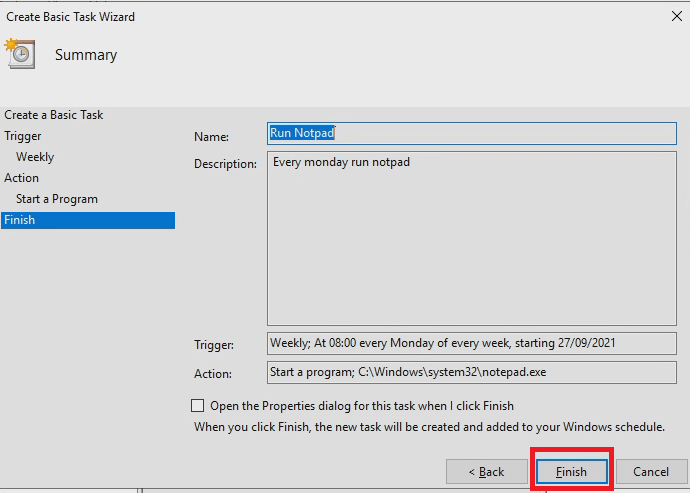 Create Basic Task Wizard
Summary
Create a Basic Task
Trigger
Weekly
Action
Start a Program
Finish
Name: Run Notpad
Description: Every monday run notpad
Trigger: Weekly; At 08:00 every Monday of every week, starting 27/09/2021
Action: Start a program; C:\Windows\system32\notepad.exe
Open the Properties dialog for this task when I click Finish
When you click Finish, the new task will be created and added to your Windows schedule.
< Back Finish Cancel